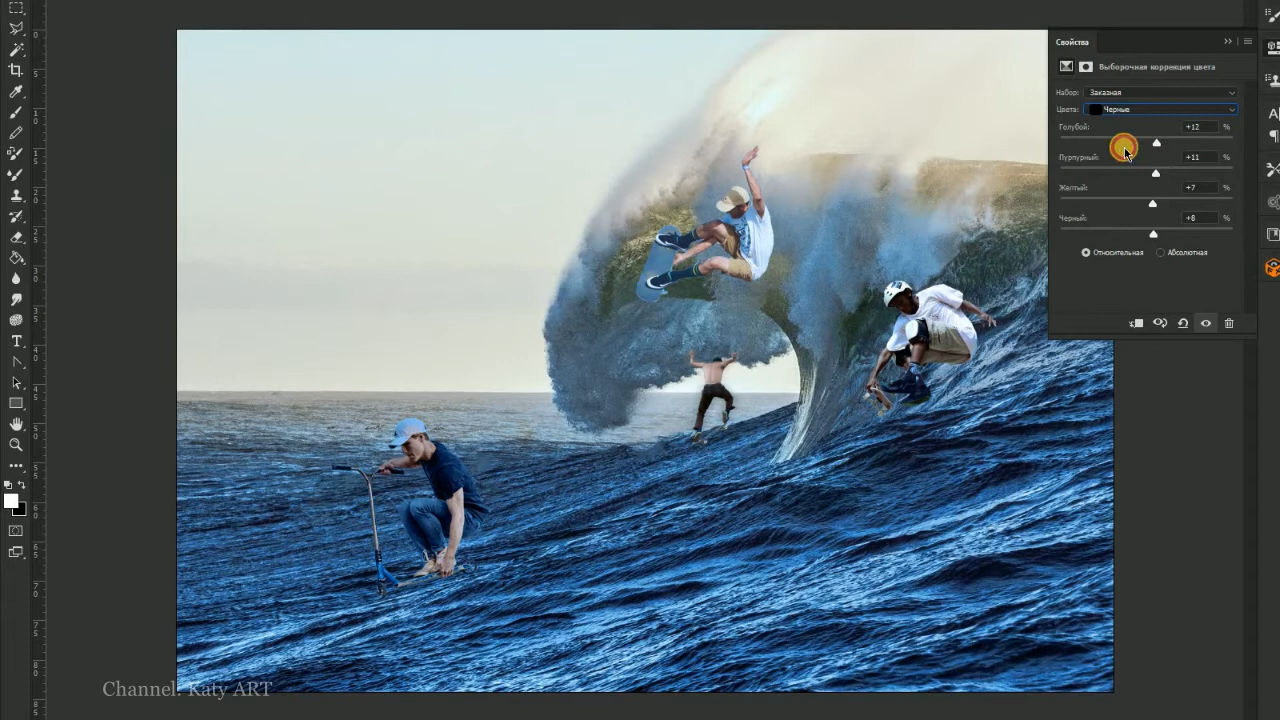 Свойства
Выборочная коррекция цвета
Набор: Заказная
Цвета: Черные
Голубой: +12 %
Пурпурный: +11 %
Желтый: +7 %
Черный: +8 %
Относительная Абсолютная
Channel: Katy ART